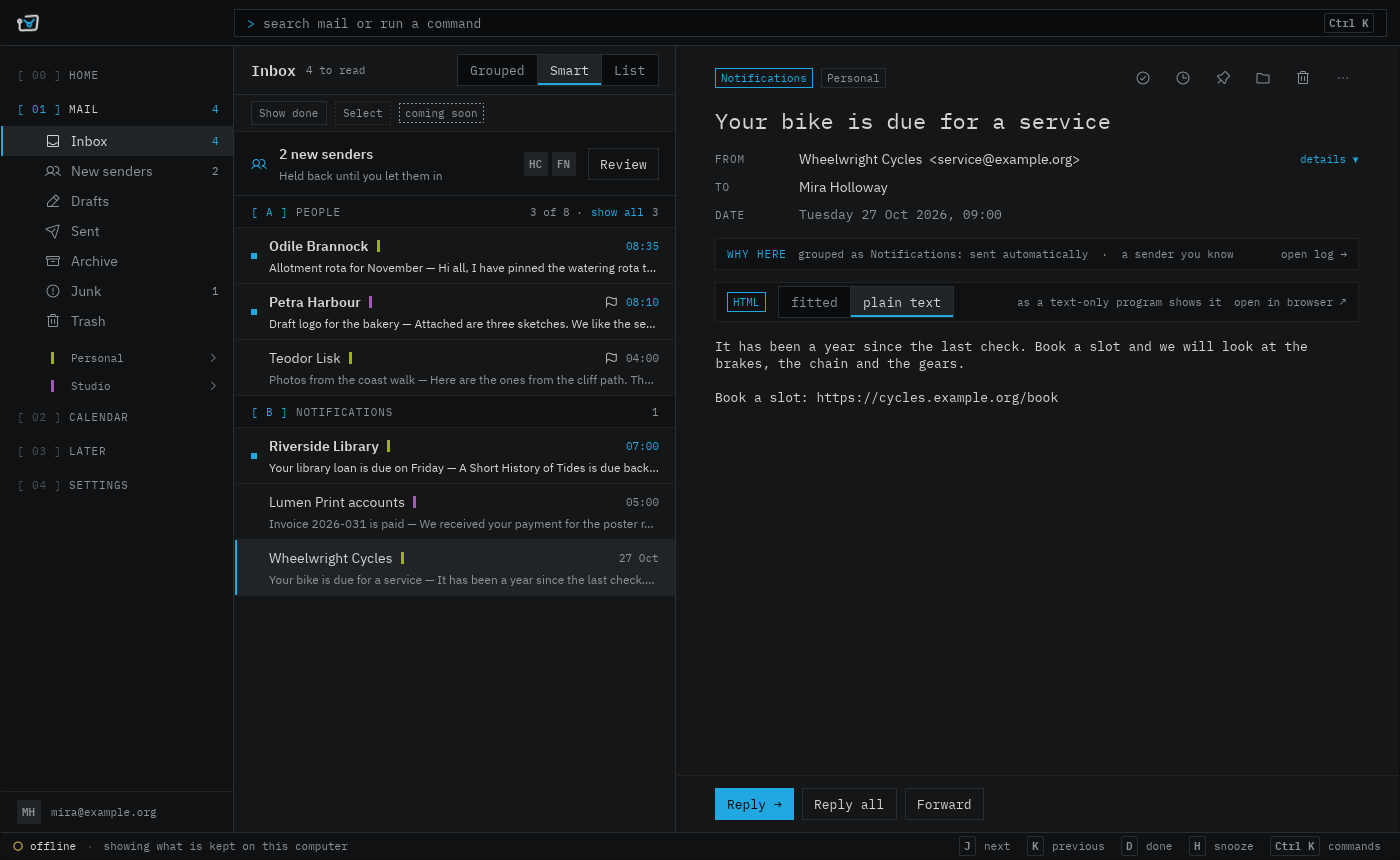 > search mail or run a command Ctrl K
[ 00 ] HOME
[ 01 ] MAIL 4
Inbox 4
New senders 2
Drafts
Sent
Archive
Junk 1
Trash
Personal
Studio
[ 02 ] CALENDAR
[ 03 ] LATER
[ 04 ] SETTINGS
MH mira@example.org
Inbox 4 to read Grouped Smart List
Show done Select coming soon
2 new senders
Held back until you let them in
HC FN Review
[ A ] PEOPLE 3 of 8 · show all 3
Odile Brannock 08:35
Allotment rota for November — Hi all, I have pinned the watering rota t…
Petra Harbour 08:10
Draft logo for the bakery — Attached are three sketches. We like the se…
Teodor Lisk 04:00
Photos from the coast walk — Here are the ones from the cliff path. Th…
[ B ] NOTIFICATIONS 1
Riverside Library 07:00
Your library loan is due on Friday — A Short History of Tides is due back…
Lumen Print accounts 05:00
Invoice 2026-031 is paid — We received your payment for the poster r…
Wheelwright Cycles 27 Oct
Your bike is due for a service — It has been a year since the last check.…
Notifications Personal
Your bike is due for a service
FROM Wheelwright Cycles <service@example.org> details ▾
TO Mira Holloway
DATE Tuesday 27 Oct 2026, 09:00
WHY HERE grouped as Notifications: sent automatically · a sender you know open log →
HTML fitted plain text as a text-only program shows it open in browser ↗
It has been a year since the last check. Book a slot and we will look at the
brakes, the chain and the gears.
Book a slot: https://cycles.example.org/book
Reply → Reply all Forward
offline · showing what is kept on this computer
J next K previous D done H snooze Ctrl K commands